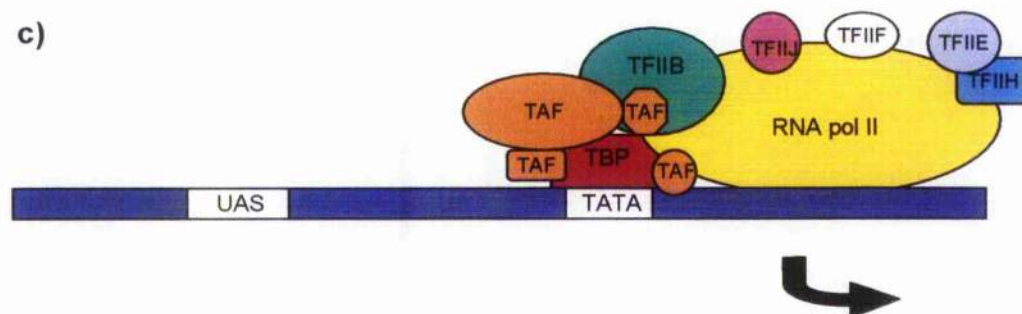 c)
TFIIJ
TFIIF
TFIIE
TFIIB
TFIIH
TAF
TAF
RNA pol II
TAF
TBP
TAF
UAS
TATA